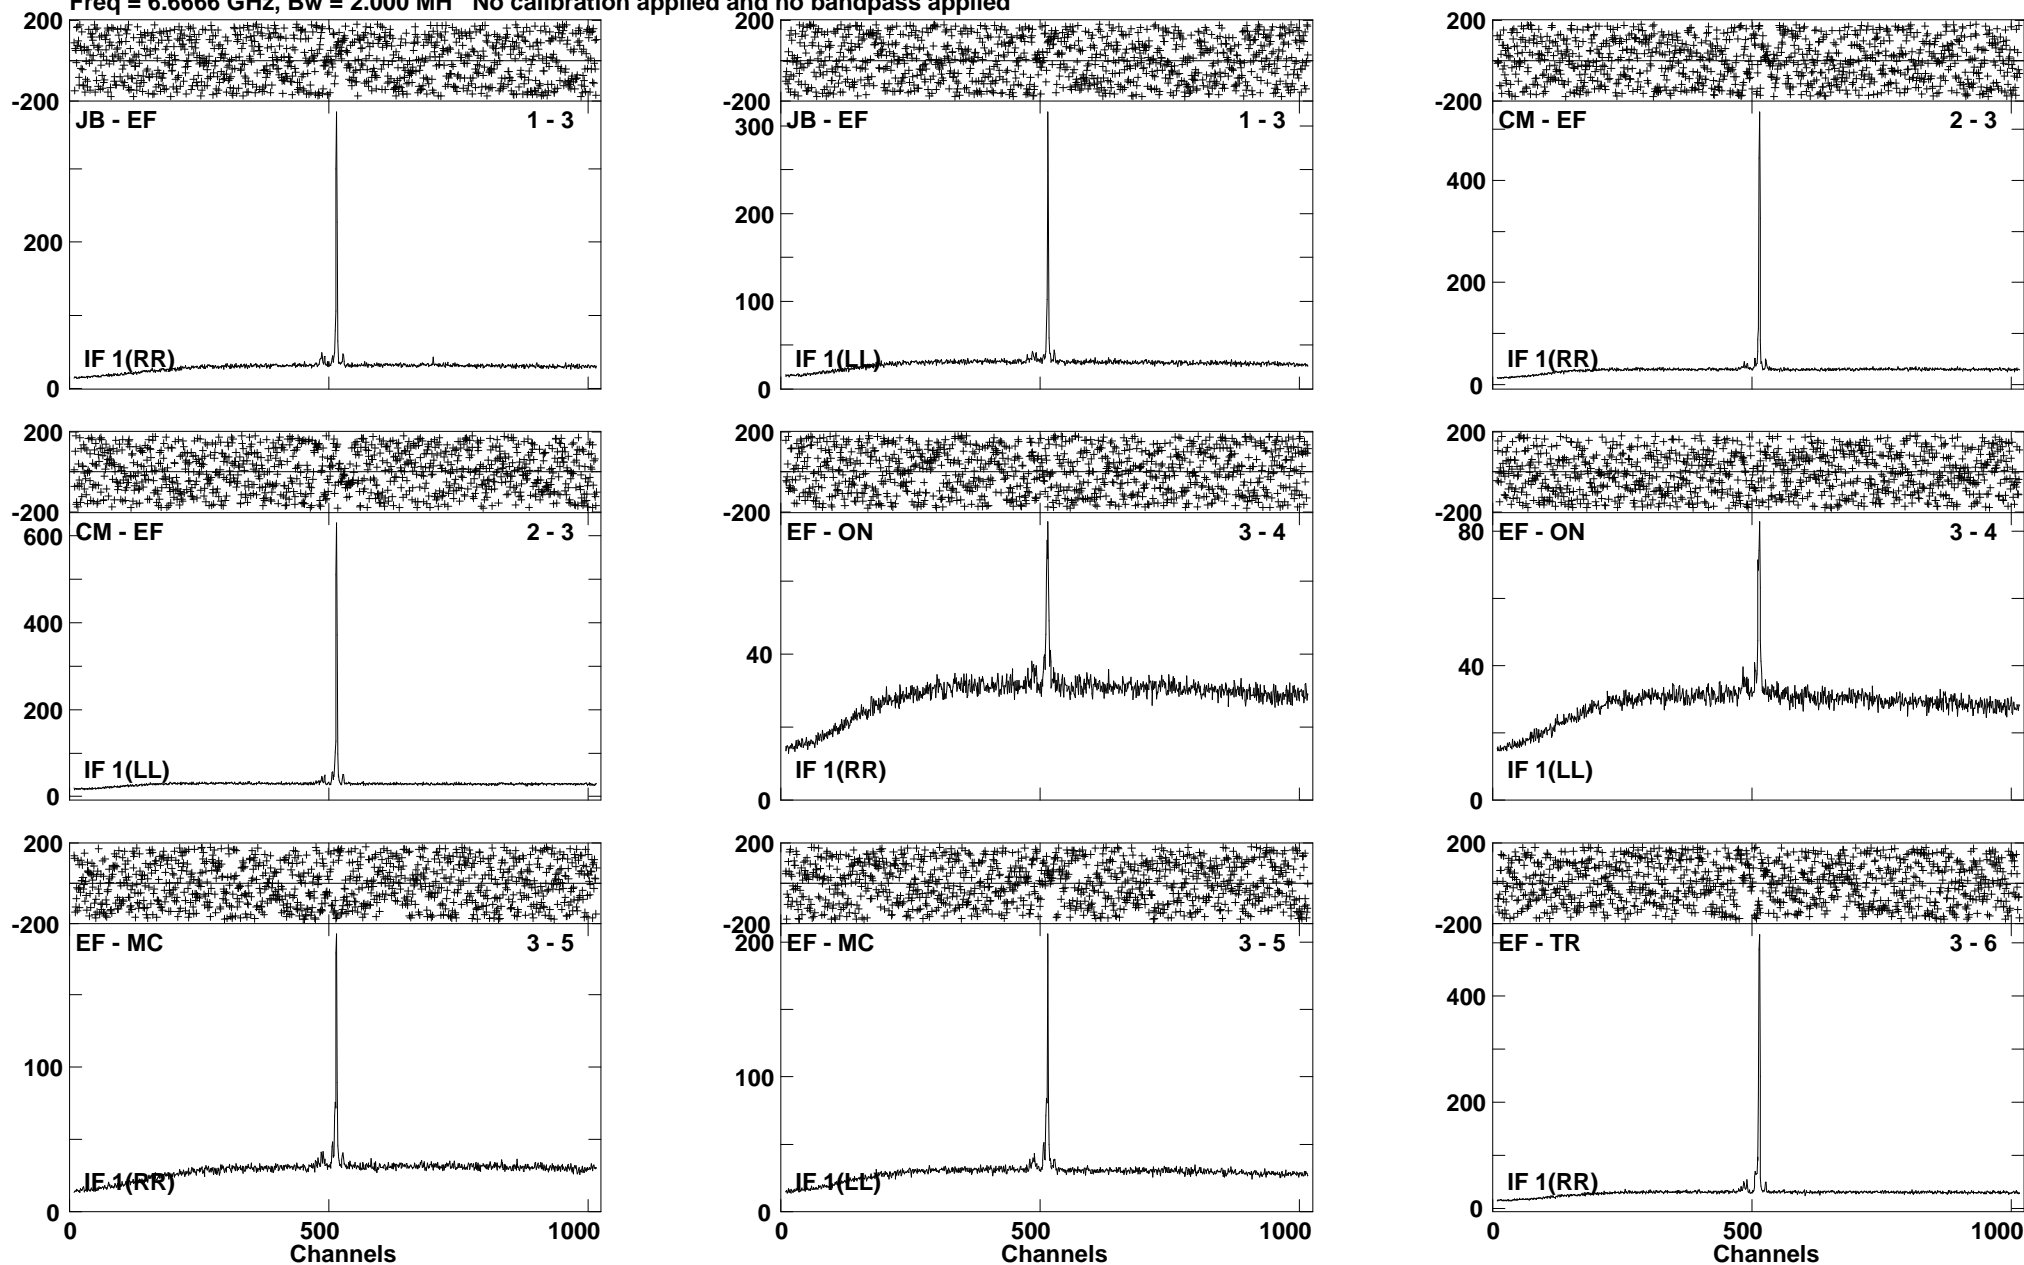 Freq = 6.6666 GHz, Bw = 2.000 MH No calibration applied and no bandpass applied
200
-200
JB - EF 1 - 3
200
IF 1(RR)
0
200
-200
JB - EF 1 - 3
300
200
100
IF 1(LL)
0
200
-200
CM - EF 2 - 3
400
200
IF 1(RR)
0
200
-200
CM - EF 2 - 3
600
400
200
IF 1(LL)
0
200
-200
EF - ON 3 - 4
40
IF 1(RR)
0
200
-200
EF - ON 3 - 4
80
40
IF 1(LL)
0
200
-200
EF - MC 3 - 5
100
IF 1(RR)
0
0 500 1000
Channels
200
-200
EF - MC 3 - 5
200
100
IF 1(LL)
0
0 500 1000
Channels
200
-200
EF - TR 3 - 6
400
200
IF 1(RR)
0
0 500 1000
Channels